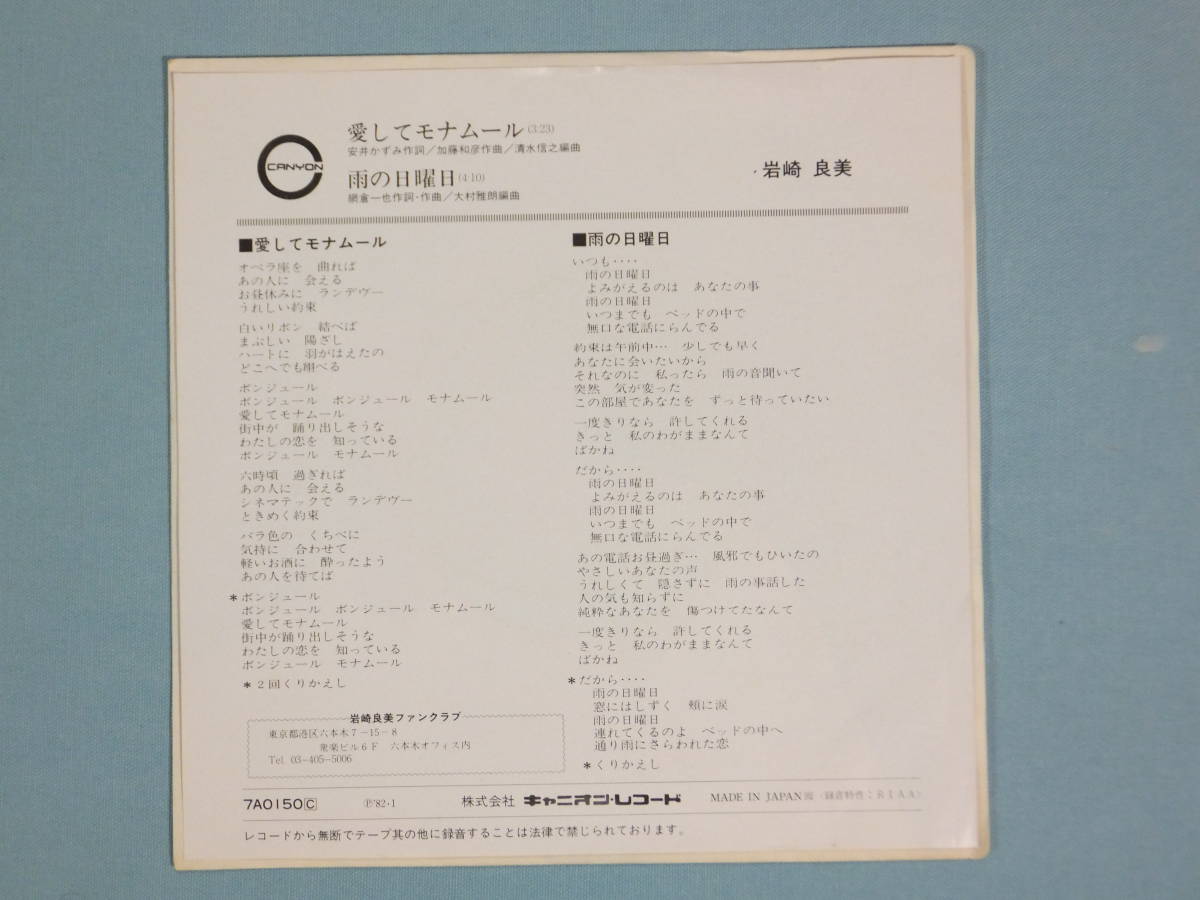 CANYON
愛してモナムール(3:23)
安井かずみ作詞／加藤和彦作曲／清水信之編曲
雨の日曜日(4:10)
網倉一也作詞・作曲／大村雅朗編曲
岩崎 良美
■愛してモナムール
オペラ座を　曲れば
あの人に　会える
お昼休みに　ランデヴー
うれしい約束
白いリボン　結べば
まぶしい　陽ざし
ハートに　羽がはえたの
どこへでも翔べる
ボンジュール
ボンジュール　ボンジュール　モナムール
愛してモナムール
街中が　踊り出しそうな
わたしの恋を　知っている
ボンジュール　モナムール
六時頃　過ぎれば
あの人に　会える
シネマテックで　ランデヴー
ときめく約束
バラ色の　くちべに
気持に　合わせて
軽いお酒に　酔ったよう
あの人を待てば
＊ボンジュール
ボンジュール　ボンジュール　モナムール
愛してモナムール
街中が踊り出しそうな
わたしの恋を　知っている
ボンジュール　モナムール
＊２回くりかえし
岩崎良美ファンクラブ
東京都港区六本木７－15－８
衆楽ビル６Ｆ　六本木オフィス内
Tel. 03-405-5006
■雨の日曜日
いつも‥‥
雨の日曜日
よみがえるのは　あなたの事
雨の日曜日
いつまでも　ベッドの中で
無口な電話にらんでる
約束は午前中…　少しでも早く
あなたに会いたいから
それなのに　私ったら　雨の音聞いて
突然　気が変った
この部屋であなたを　ずっと待っていたい
一度きりなら　許してくれる
きっと　私のわがままなんて
ばかね
だから‥‥
雨の日曜日
よみがえるのは　あなたの事
雨の日曜日
いつまでも　ベッドの中で
無口な電話にらんでる
あの電話お昼過ぎ…　風邪でもひいたの
やさしいあなたの声
うれしくて　隠さずに　雨の事話した
人の気も知らずに
純粋なあなたを　傷つけてたなんて
一度きりなら　許してくれる
きっと　私のわがままなんて
ばかね
＊だから‥‥
雨の日曜日
窓にはしずく　頬に涙
雨の日曜日
連れてくるのよ　ベッドの中へ
通り雨にさらわれた恋
＊くりかえし
7A0150 C　Ⓟ'82・1　株式会社 キャニオン・レコード　MADE IN JAPAN　(録音特性：RIAA)
レコードから無断でテープ其の他に録音することは法律で禁じられております。